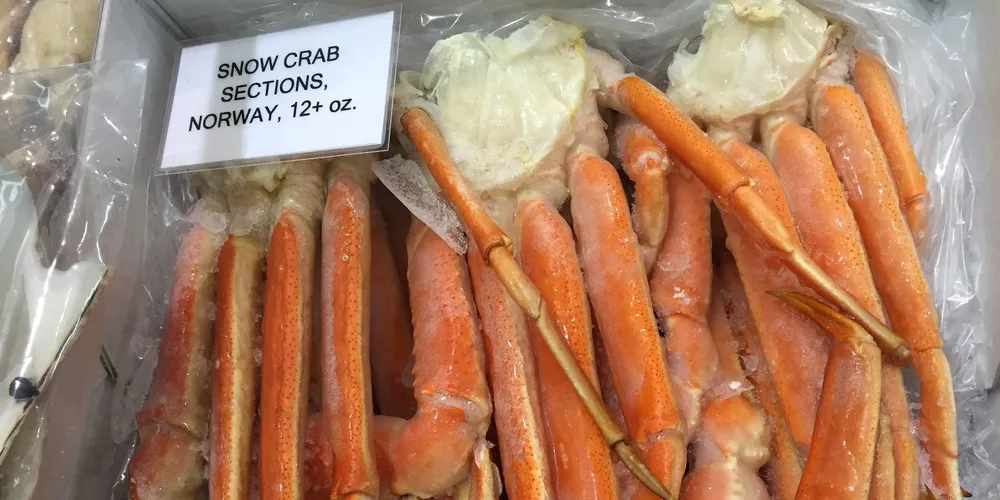 SNOW CRAB
SECTIONS,
NORWAY, 12+ oz.